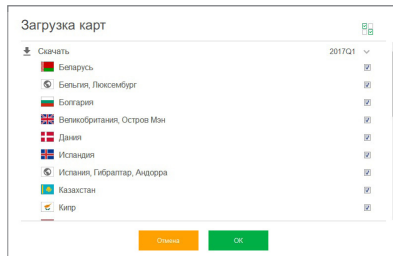 Загрузка карт
Скачать 2017Q1
Беларусь
Бельгия, Люксембург
Болгария
Великобритания, Остров Мэн
Дания
Исландия
Испания, Гибралтар, Андорра
Казахстан
Кипр
Отмена OK